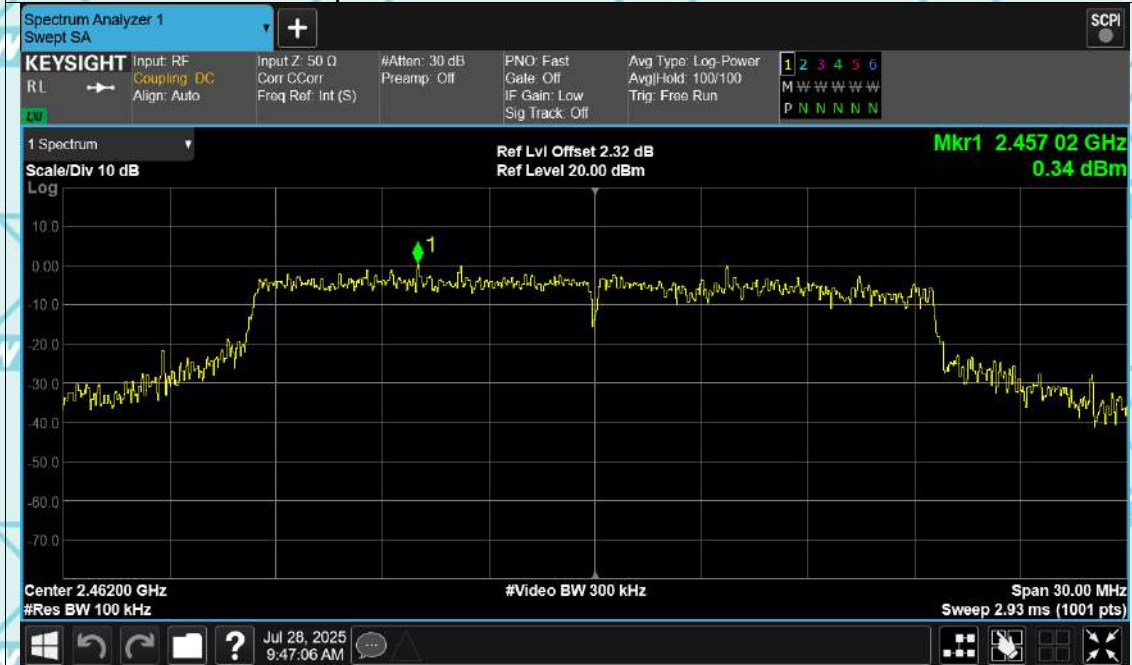 Spectrum Analyzer 1
Swept SA
+
SCPI
KEYSIGHT
RL
LXI
Input: RF
Coupling: DC
Align: Auto
Input Z: 50 Ω
Corr CCorr
Freq Ref: Int (S)
#Atten: 30 dB
Preamp: Off
PNO: Fast
Gate: Off
IF Gain: Low
Sig Track: Off
Avg Type: Log-Power
Avg|Hold: 100/100
Trig: Free Run
1 2 3 4 5 6
M W W W W W
P N N N N N
1 Spectrum
Scale/Div 10 dB
Log
Ref Lvl Offset 2.32 dB
Ref Level 20.00 dBm
Mkr1 2.457 02 GHz
0.34 dBm
10.0
0.00
-10.0
-20.0
-30.0
-40.0
-50.0
-60.0
-70.0
1
Center 2.46200 GHz
#Res BW 100 kHz
#Video BW 300 kHz
Span 30.00 MHz
Sweep 2.93 ms (1001 pts)
?
Jul 28, 2025
9:47:06 AM